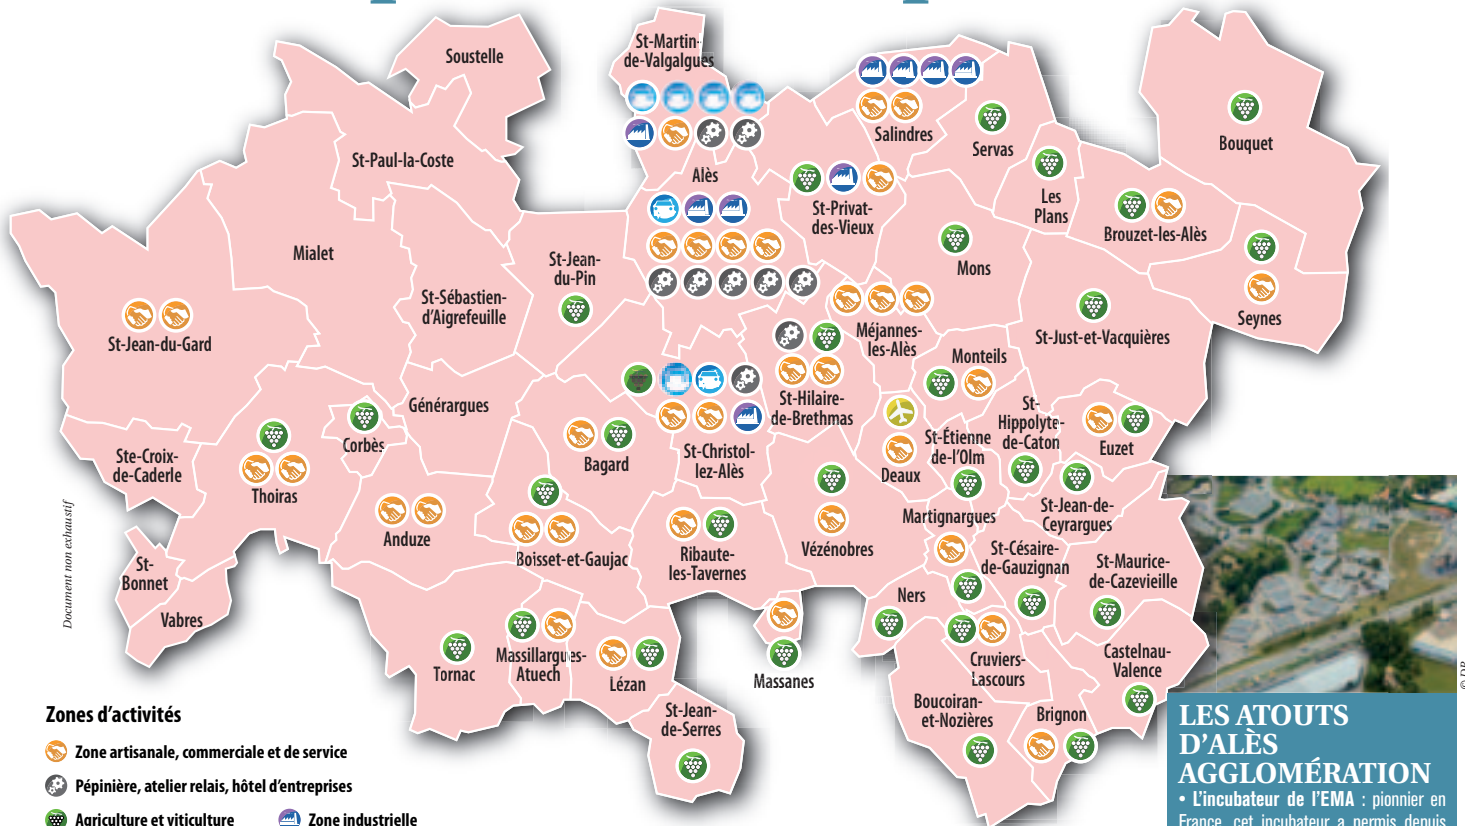 Soustelle
St-Martin-
de-Valgalgues
St-Paul-la-Coste
Salindres
Servas
Bouquet
Alès
Les
Plans
St-Privat-
des-Vieux
Brouzet-les-Alès
Mialet
St-Jean-
du-Pin
Mons
St-Sébastien-
d'Aigrefeuille
Seynes
St-Jean-du-Gard
Méjannes-
les-Alès
St-Just-et-Vacquières
Monteils
Générargues
St-Hilaire-
de-Brethmas
St-
Hippolyte-
de-Caton
Corbès
Ste-Croix-
de-Caderle
Bagard
St-Christol-
lez-Alès
St-Étienne
de-l'Olm
Euzet
Deaux
Thoiras
Martignargues
St-Jean-de-
Ceyrargues
Anduze
Vézénobres
Boisset-et-Gaujac
Ribaute-
les-Tavernes
St-Césaire-
de-Gauzignan
St-Maurice-
de-Cazevieille
St-
Bonnet
Ners
Vabres
Tornac
Massillargues-
Atuech
Lézan
Massanes
Cruviers-
Lascours
Castelnau-
Valence
St-Jean-
de-Serres
Boucoiran-
et-Nozières
Brignon
Document non exhaustif
Zones d'activités
Zone artisanale, commerciale et de service
Pépinière, atelier relais, hôtel d'entreprises
Agriculture et viticulture
Zone industrielle
© DR
LES ATOUTS
D'ALÈS
AGGLOMÉRATION
• L'incubateur de l'EMA : pionnier en
France, cet incubateur a permis depuis